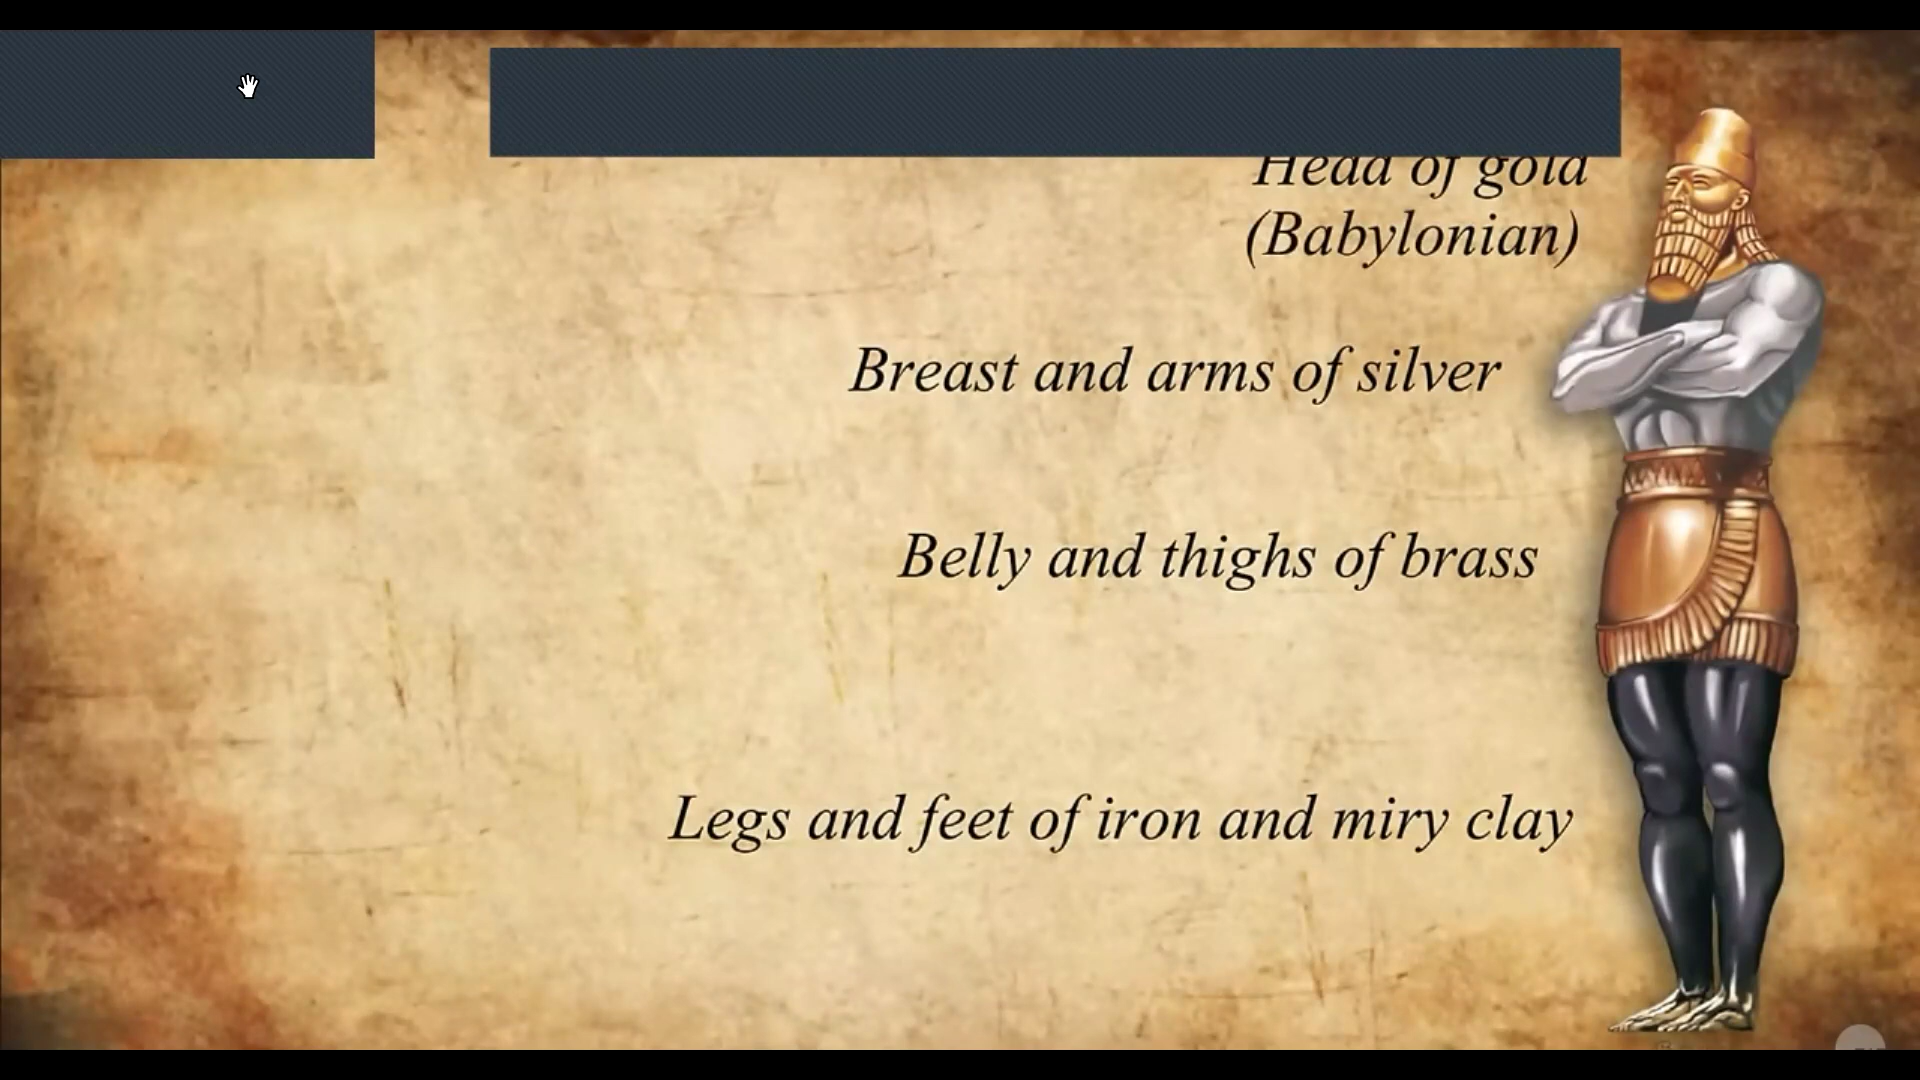 Head of gold
(Babylonian)
Breast and arms of silver
Belly and thighs of brass
Legs and feet of iron and miry clay